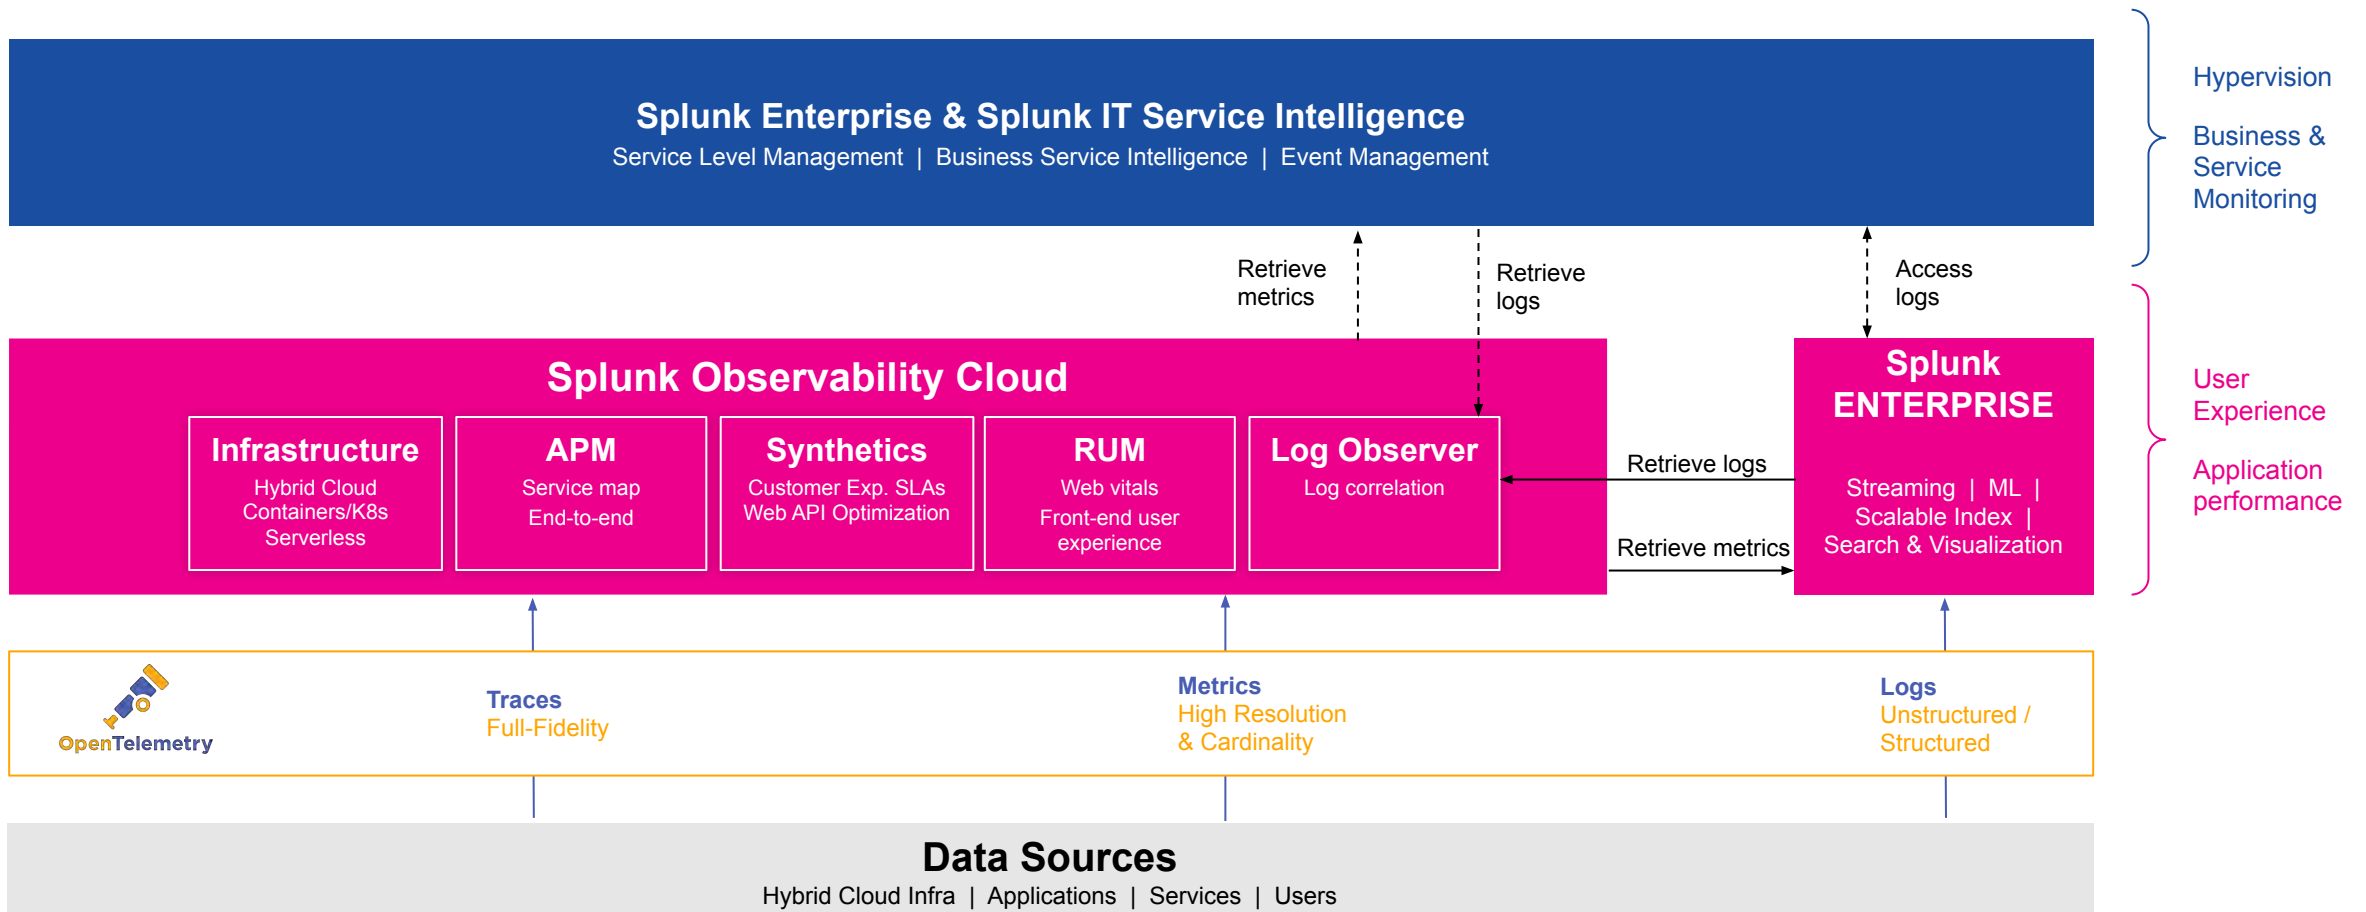 Splunk Enterprise & Splunk IT Service Intelligence
Service Level Management | Business Service Intelligence | Event Management
Hypervision
Business &
Service
Monitoring
Retrieve
metrics
Retrieve
logs
Access
logs
Splunk Observability Cloud
Infrastructure
Hybrid Cloud
Containers/K8s
Serverless
APM
Service map
End-to-end
Synthetics
Customer Exp. SLAs
Web API Optimization
RUM
Web vitals
Front-end user
experience
Log Observer
Log correlation
Retrieve logs
Retrieve metrics
Splunk
ENTERPRISE
Streaming | ML |
Scalable Index |
Search & Visualization
User
Experience
Application
performance
OpenTelemetry
Traces
Full-Fidelity
Metrics
High Resolution
& Cardinality
Logs
Unstructured /
Structured
Data Sources
Hybrid Cloud Infra | Applications | Services | Users